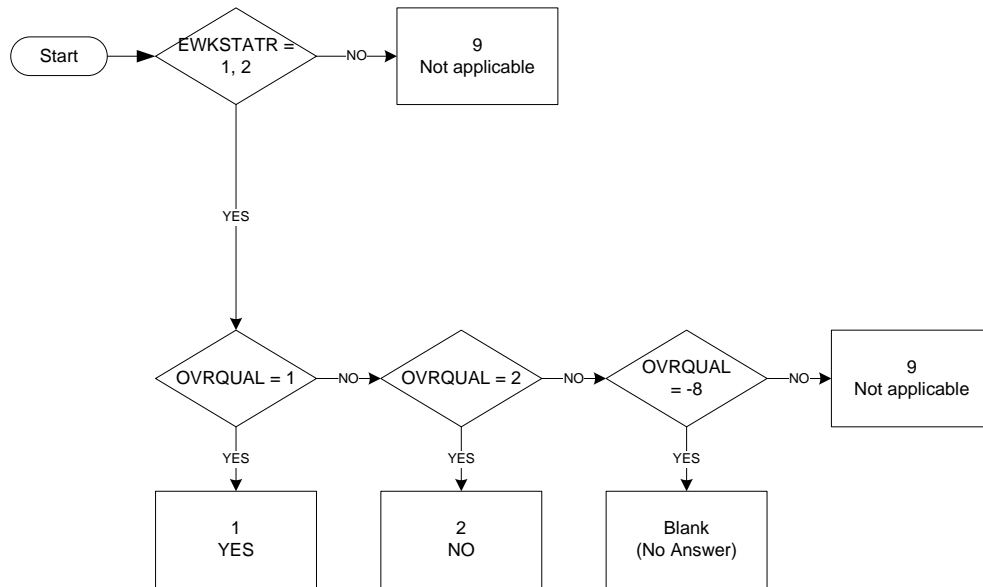 Start
EWKSTATR =
1, 2
NO
9
Not applicable
YES
OVRQUAL = 1
NO
OVRQUAL = 2
NO
OVRQUAL
= -8
NO
9
Not applicable
YES
YES
YES
1
YES
2
NO
Blank
(No Answer)